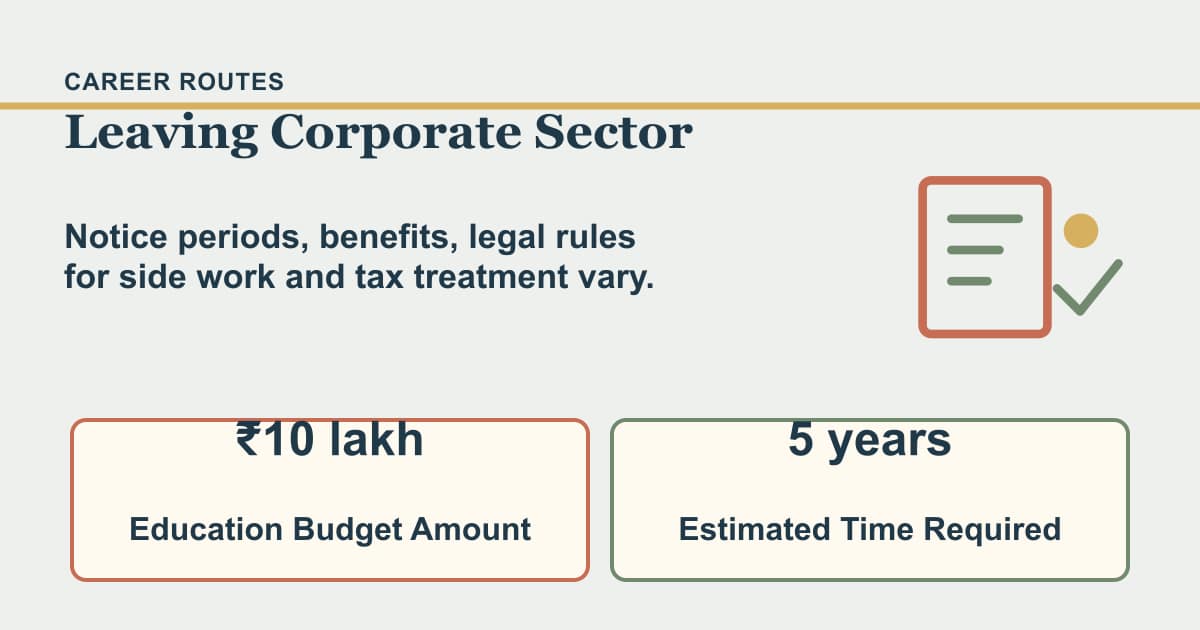 CAREER ROUTES
Leaving Corporate Sector
Notice periods, benefits, legal rules
for side work and tax treatment vary.
₹10 lakh
Education Budget Amount
5 years
Estimated Time Required